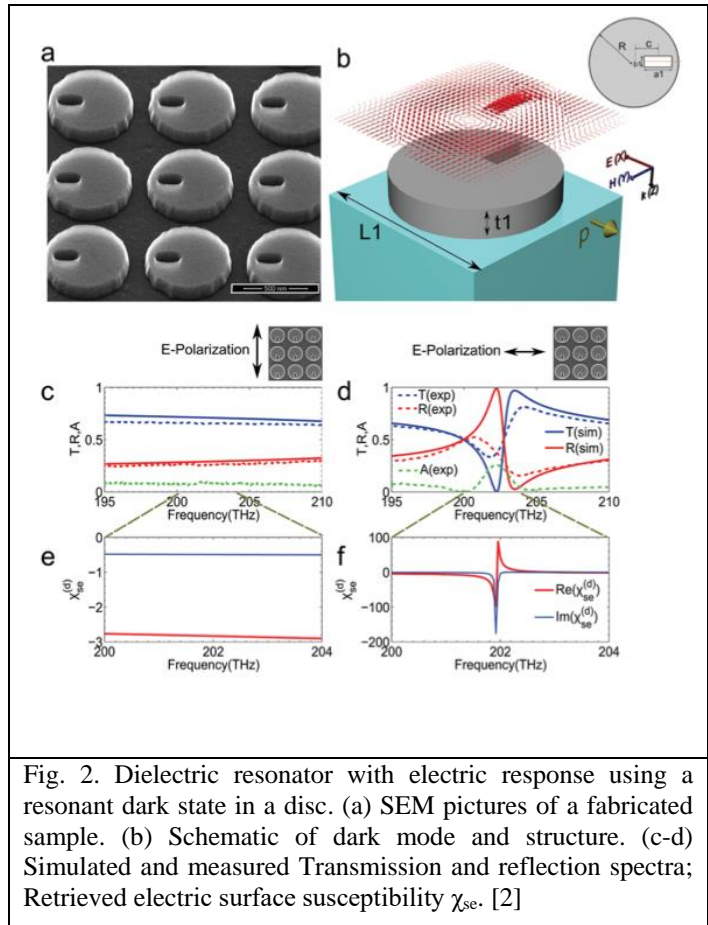 a
500 nm
b
R
c
b1
a1
E(X)
H(Y)
K(Z)
t1
L1
P
E-Polarization
E-Polarization
c
T,R,A
1
0.5
0
195
200
205
210
Frequency(THz)
d
T(exp)
R(exp)
T(sim)
R(sim)
A(exp)
1
0.5
0
195
200
205
210
Frequency(THz)
e
χ(d)se
0
−1
−2
−3
200
202
204
Frequency(THz)
f
χ(d)se
100
0
−100
−200
Re(χ(d)se)
Im(χ(d)se)
200
202
204
Frequency(THz)
Fig. 2. Dielectric resonator with electric response using a
resonant dark state in a disc. (a) SEM pictures of a fabricated
sample. (b) Schematic of dark mode and structure. (c-d)
Simulated and measured Transmission and reflection spectra;
Retrieved electric surface susceptibility χse. [2]